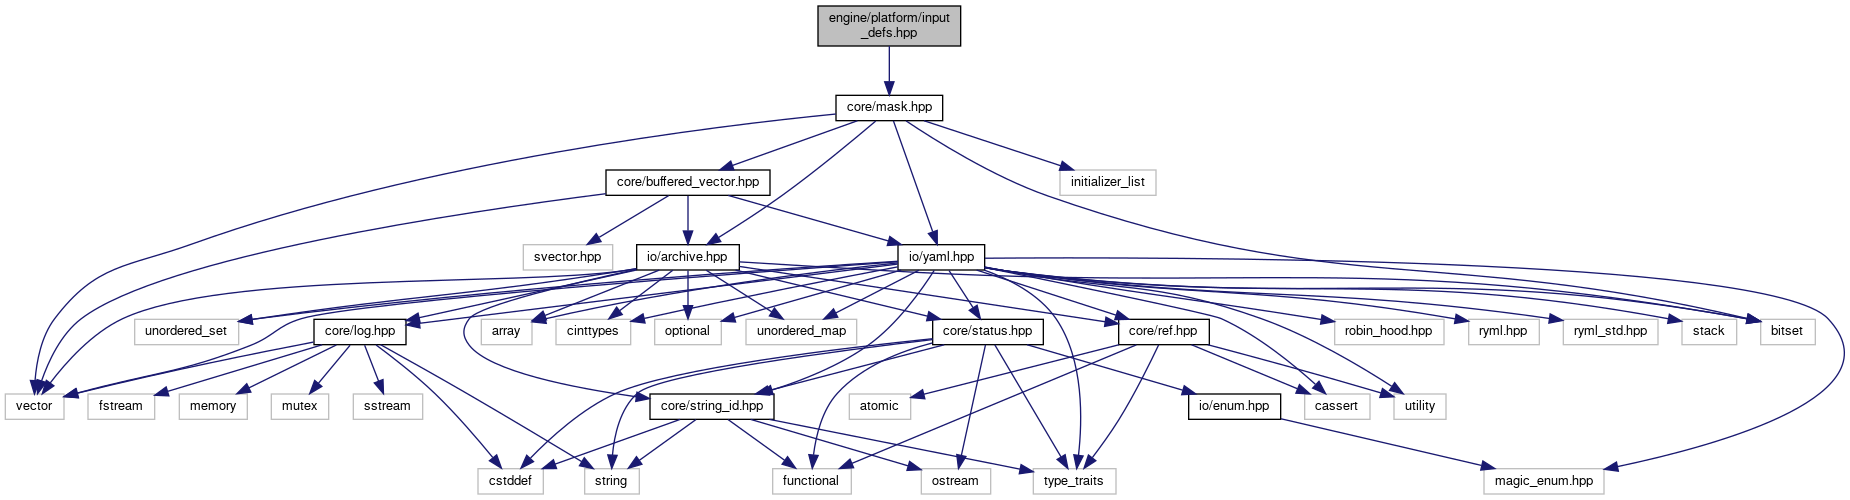 engine/platform/input
_defs.hpp
core/mask.hpp
core/buffered_vector.hpp
initializer_list
svector.hpp
io/archive.hpp
io/yaml.hpp
unordered_set
core/log.hpp
array
cinttypes
optional
unordered_map
core/status.hpp
core/ref.hpp
robin_hood.hpp
ryml.hpp
ryml_std.hpp
stack
bitset
vector
fstream
memory
mutex
sstream
core/string_id.hpp
atomic
io/enum.hpp
cassert
utility
cstddef
string
functional
ostream
type_traits
magic_enum.hpp